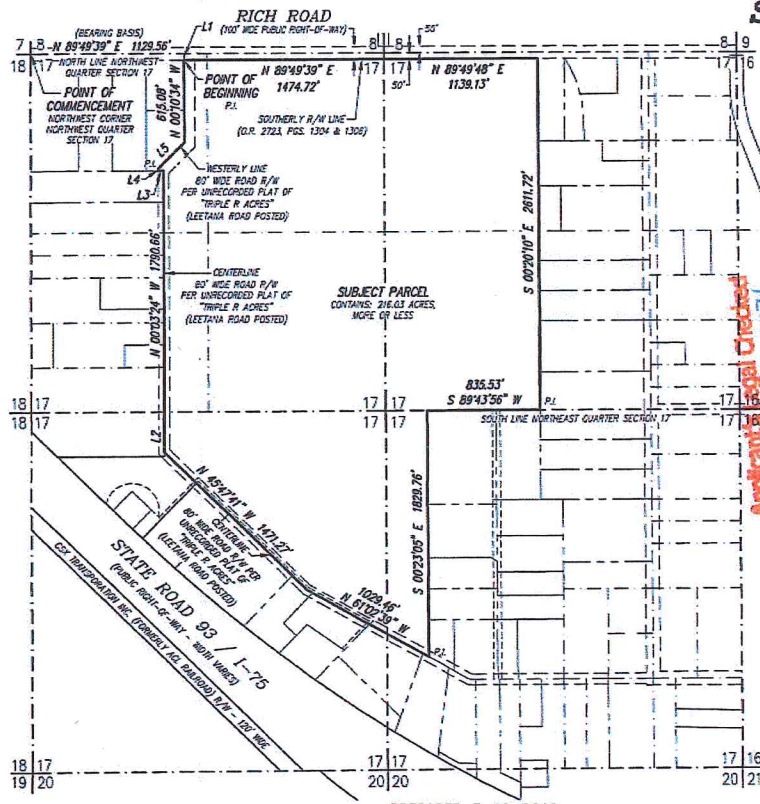 RICH ROAD
(100' WIDE PUBLIC RIGHT-OF-WAY)
L1
50'
(BEARING BASIS)
N 89'49'39" E 1129.56'
7 8
18 17
8 8
17 17
8 9
17
6
NORTH LINE NORTHWEST
QUARTER SECTION 17
POINT OF
COMMENCEMENT
NORTHWEST CORNER
NORTHWEST QUARTER
SECTION 17
615.08'
N 00'10'34" W
POINT OF
BEGINNING
P.I.
N 89'49'39" E
1474.72'
N 89'49'48" E
1139.13'
50'
SOUTHERLY R/W LINE
(O.R. 2723, PGS. 1304 & 1306)
L5
P.I.
L4
L3
WESTERLY LINE
80' WIDE ROAD R/W
PER UNRECORDED PLAT OF
"TRIPLE R ACRES"
(LEETANA ROAD POSTED)
S 00'20'10" E 2611.72'
N 00'03'24" W 1790.66'
CENTERLINE
80' WIDE ROAD R/W
PER UNRECORDED PLAT OF
"TRIPLE R ACRES"
(LEETANA ROAD POSTED)
SUBJECT PARCEL
CONTAINS: 216.03 ACRES,
MORE OR LESS
Applicant's Legal Checked
835.53'
S 89'43'56" W
P.I.
18 17
18 17
17 17
17 17
17 16
17 16
SOUTH LINE NORTHEAST QUARTER SECTION 17
L2
N 45'47'41" W 1471.27'
CENTERLINE
80' WIDE ROAD R/W PER
UNRECORDED PLAT OF
"TRIPLE R ACRES"
(LEETANA ROAD POSTED)
S 00'23'05" E 1829.76'
1029.46'
N 61'02'39" W
P.I.
STATE ROAD 93 / I-75
(PUBLIC RIGHT-OF-WAY - WIDTH VARIES)
CSX TRANSPORATION INC. (FORMERLY ACL RAILROAD) R/W - 120' WIDE
18 17
19 20
17 17
20 20
17 16
20 21